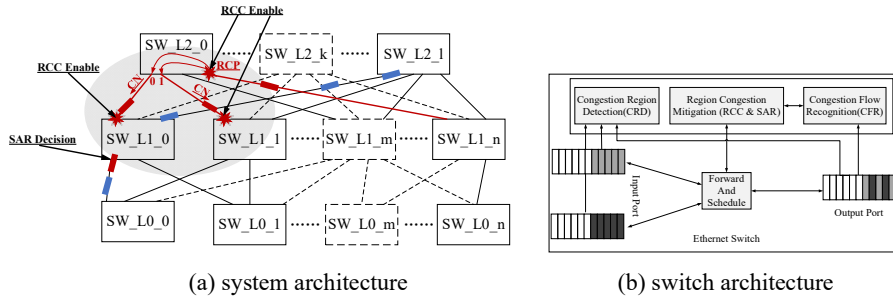 RCC Enable
SAR Decision
RCC Enable
SW_L2_0
SW_L2_k
SW_L2_l
RCP
CN
0 1
CN
SW_L1_0
SW_L1_1
SW_L1_m
SW_L1_n
SW_L0_0
SW_L0_1
SW_L0_m
SW_L0_n
(a) system architecture
Congestion Region
Detection(CRD)
Region Congestion
Mitigation (RCC & SAR)
Congestion Flow
Recognition(CFR)
Input Port
Forward
And
Schedule
Output Port
Ethernet Switch
(b) switch architecture